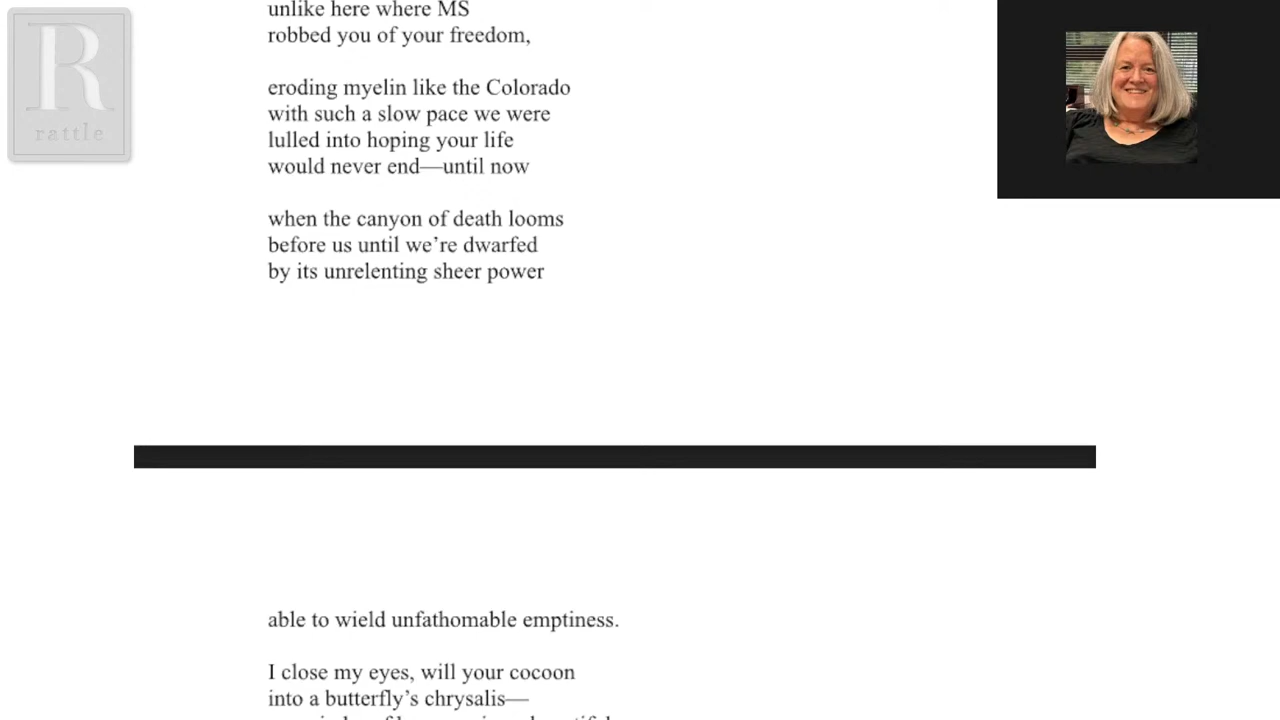 R
rattle
unlike here where MS
robbed you of your freedom,
eroding myelin like the Colorado
with such a slow pace we were
lulled into hoping your life
would never end—until now
when the canyon of death looms
before us until we’re dwarfed
by its unrelenting sheer power
able to wield unfathomable emptiness.
I close my eyes, will your cocoon
into a butterfly’s chrysalis—